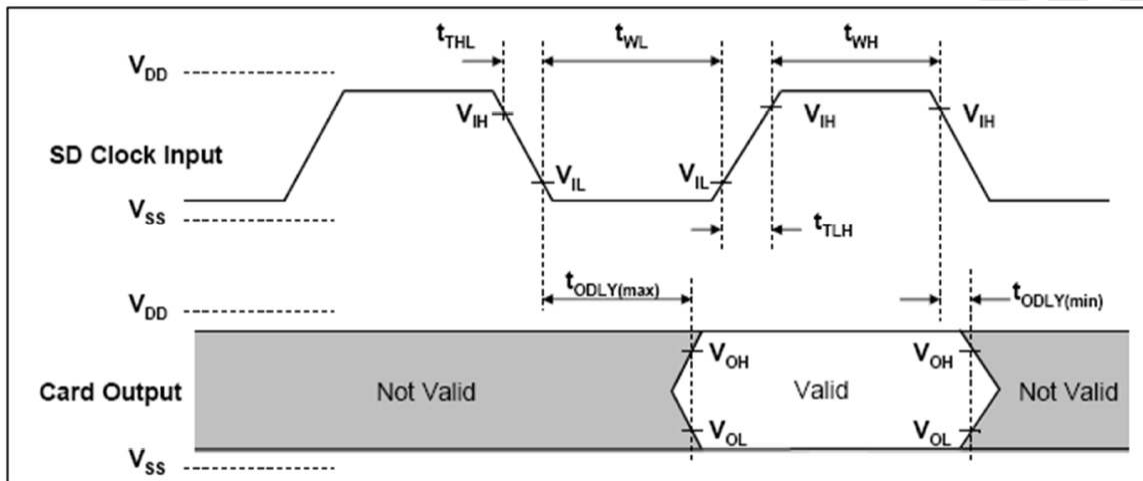 tTHL
tWL
tWH
VDD
VIH
VIH
VIH
SD Clock Input
VIL
VIL
VSS
tTLH
tODLY(max)
tODLY(min)
VDD
VOH
VOH
Card Output
Not Valid
Valid
Not Valid
VOL
VOL
VSS